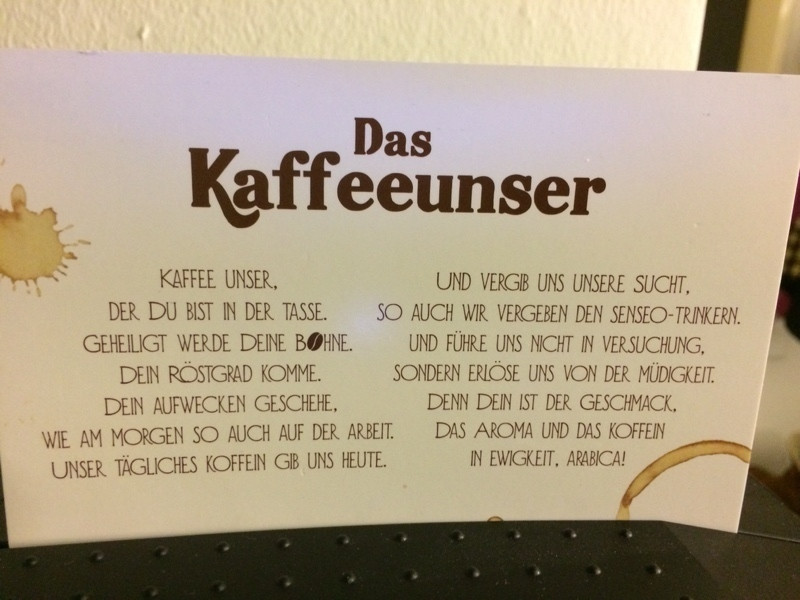 Das
Kaffeeunser
KAFFEE UNSER,
DER DU BIST IN DER TASSE.
GEHEILIGT WERDE DEINE BOHNE.
DEIN RÖSTGRAD KOMME.
DEIN AUFWECKEN GESCHEHE,
WIE AM MORGEN SO AUCH AUF DER ARBEIT.
UNSER TÄGLICHES KOFFEIN GIB UNS HEUTE.
UND VERGIB UNS UNSERE SUCHT,
SO AUCH WIR VERGEBEN DEN SENSEO-TRINKERN.
UND FÜHRE UNS NICHT IN VERSUCHUNG,
SONDERN ERLÖSE UNS VON DER MÜDIGKEIT.
DENN DEIN IST DER GESCHMACK,
DAS AROMA UND DAS KOFFEIN
IN EWIGKEIT, ARABICA!